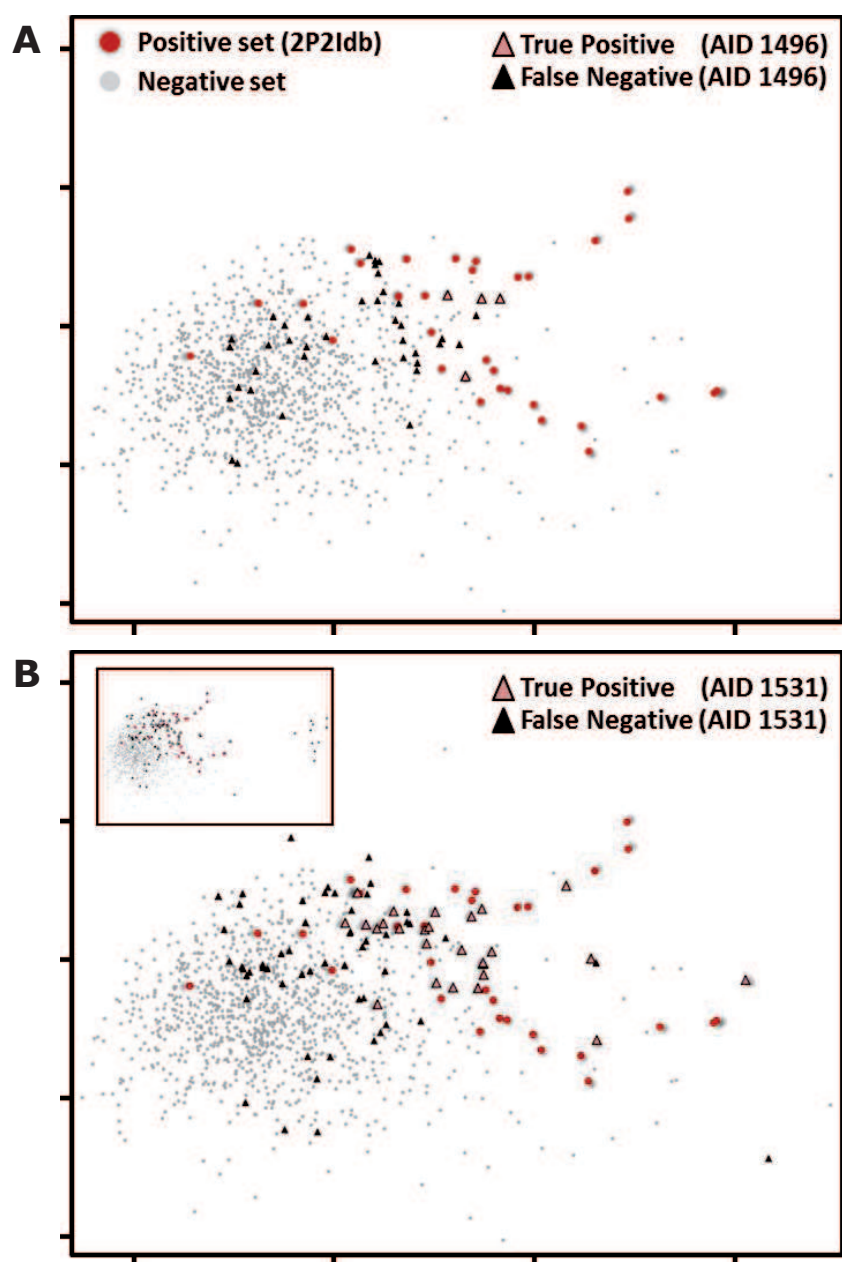 A
Positive set (2P2Idb)
Negative set
True Positive (AID 1496)
False Negative (AID 1496)
B
True Positive (AID 1531)
False Negative (AID 1531)